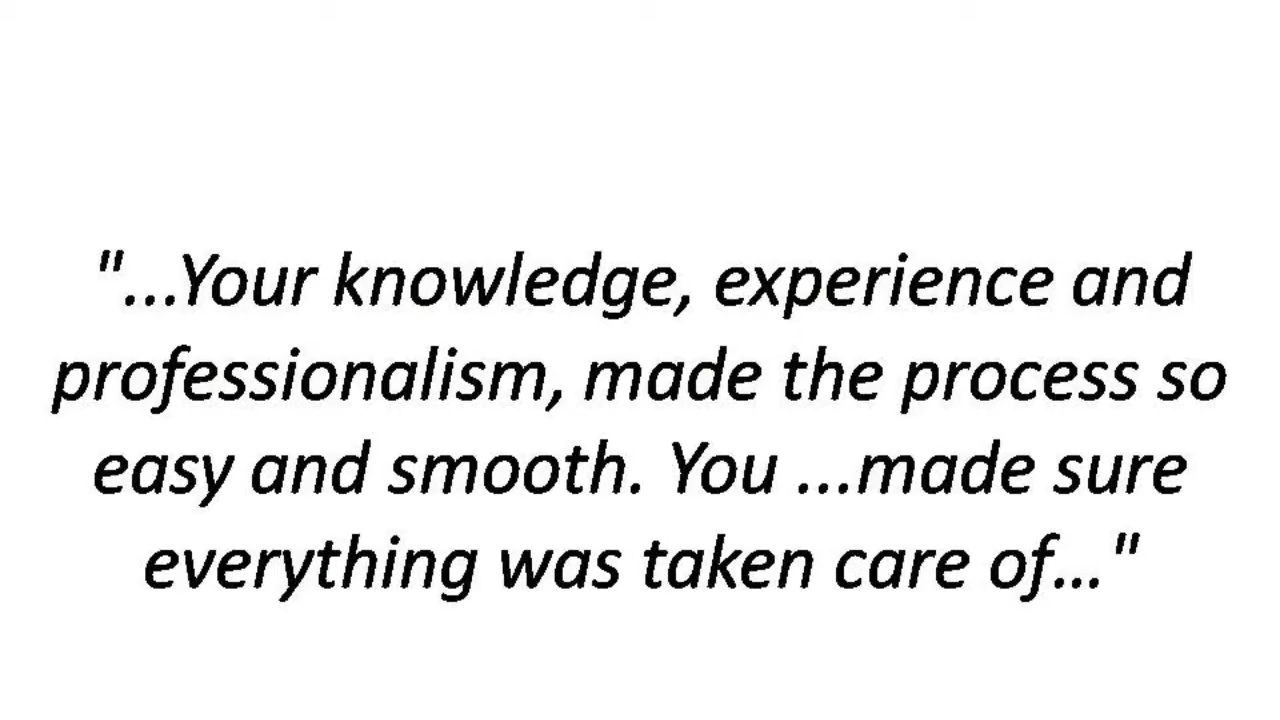 "...Your knowledge, experience and
professionalism, made the process so
easy and smooth. You ...made sure
everything was taken care of..."